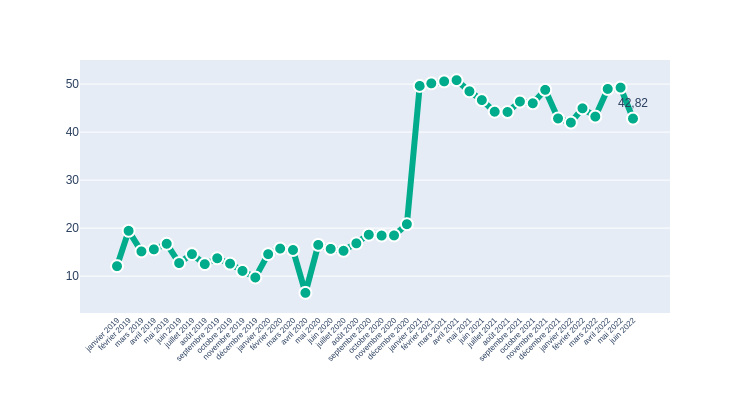 50
40
30
20
10
42.82
janvier 2019
février 2019
mars 2019
avril 2019
mai 2019
juin 2019
juillet 2019
août 2019
septembre 2019
octobre 2019
novembre 2019
décembre 2019
janvier 2020
février 2020
mars 2020
avril 2020
mai 2020
juin 2020
juillet 2020
août 2020
septembre 2020
octobre 2020
novembre 2020
décembre 2020
janvier 2021
février 2021
mars 2021
avril 2021
mai 2021
juin 2021
juillet 2021
août 2021
septembre 2021
octobre 2021
novembre 2021
décembre 2021
janvier 2022
février 2022
mars 2022
avril 2022
mai 2022
juin 2022